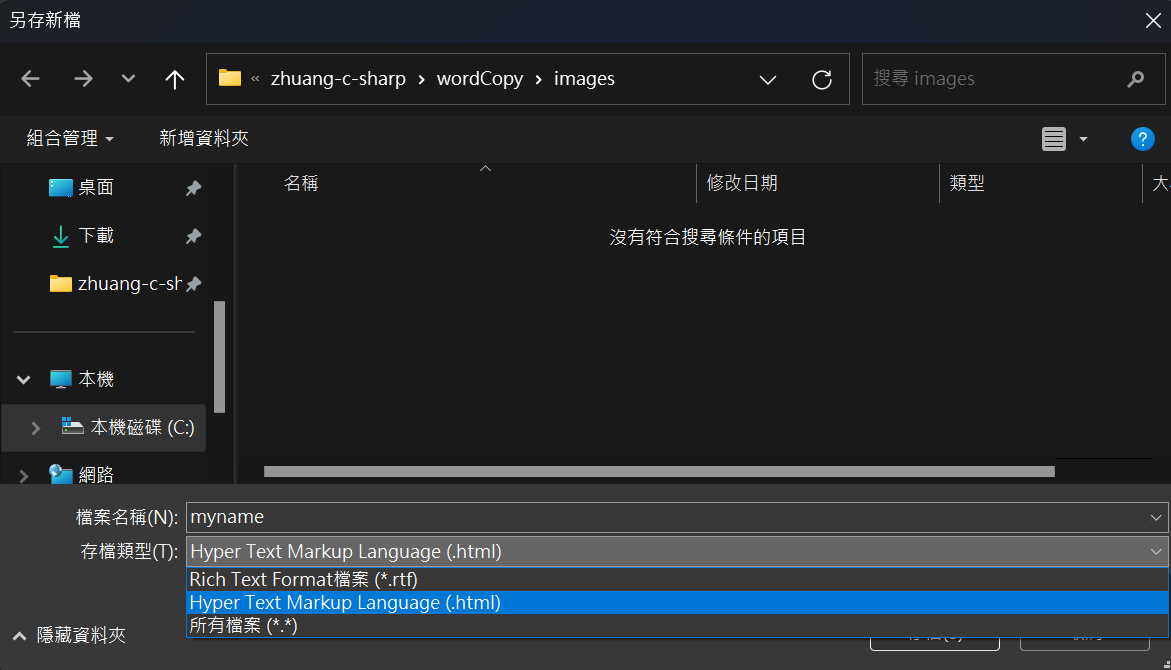 另存新檔
« zhuang-c-sharp › wordCopy › images
搜尋 images
組合管理 新增資料夾
名稱 修改日期 類型
桌面
沒有符合搜尋條件的項目
下載
zhuang-c-sh
本機
本機磁碟 (C:)
網路
檔案名稱(N): myname
存檔類型(T): Hyper Text Markup Language (.html)
Rich Text Format檔案 (*.rtf)
Hyper Text Markup Language (.html)
所有檔案 (*.*)
隱藏資料夾